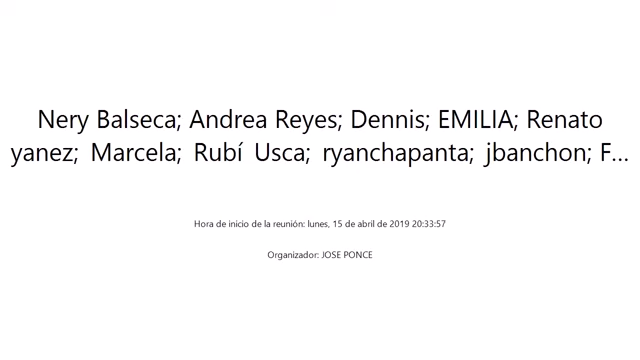 Nery Balseca; Andrea Reyes; Dennis; EMILIA; Renato
yanez; Marcela; Rubí Usca; ryanchapanta; jbanchon; F...
Hora de inicio de la reunión: lunes, 15 de abril de 2019 20:33:57
Organizador: JOSE PONCE